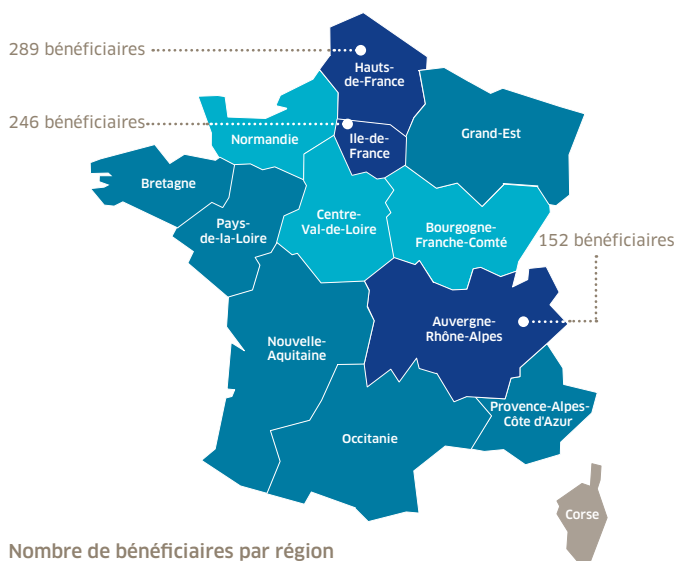 289 bénéficiaires
Hauts-
de-France
246 bénéficiaires
Normandie
Ile-de-
France
Grand-Est
Bretagne
Pays-
de-la-Loire
Centre-
Val-de-Loire
Bourgogne-
Franche-Comté
152 bénéficiaires
Auvergne-
Rhône-Alpes
Nouvelle-
Aquitaine
Provence-Alpes-
Côte d'Azur
Occitanie
Corse
Nombre de bénéficiaires par région